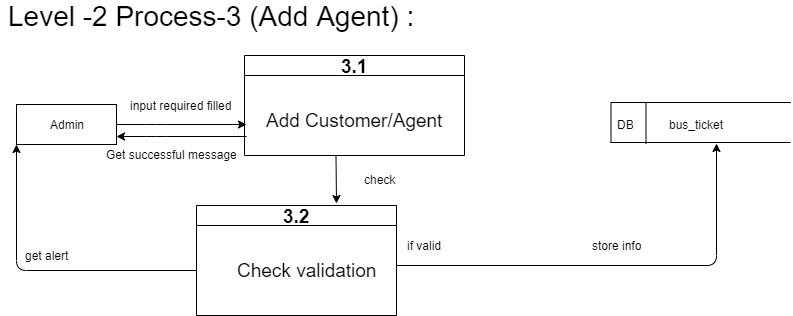 Level -2 Process-3 (Add Agent) :
3.1
input required filled
Admin
Add Customer/Agent
DB
bus_ticket
Get successful message
check
3.2
if valid
store info
get alert
Check validation